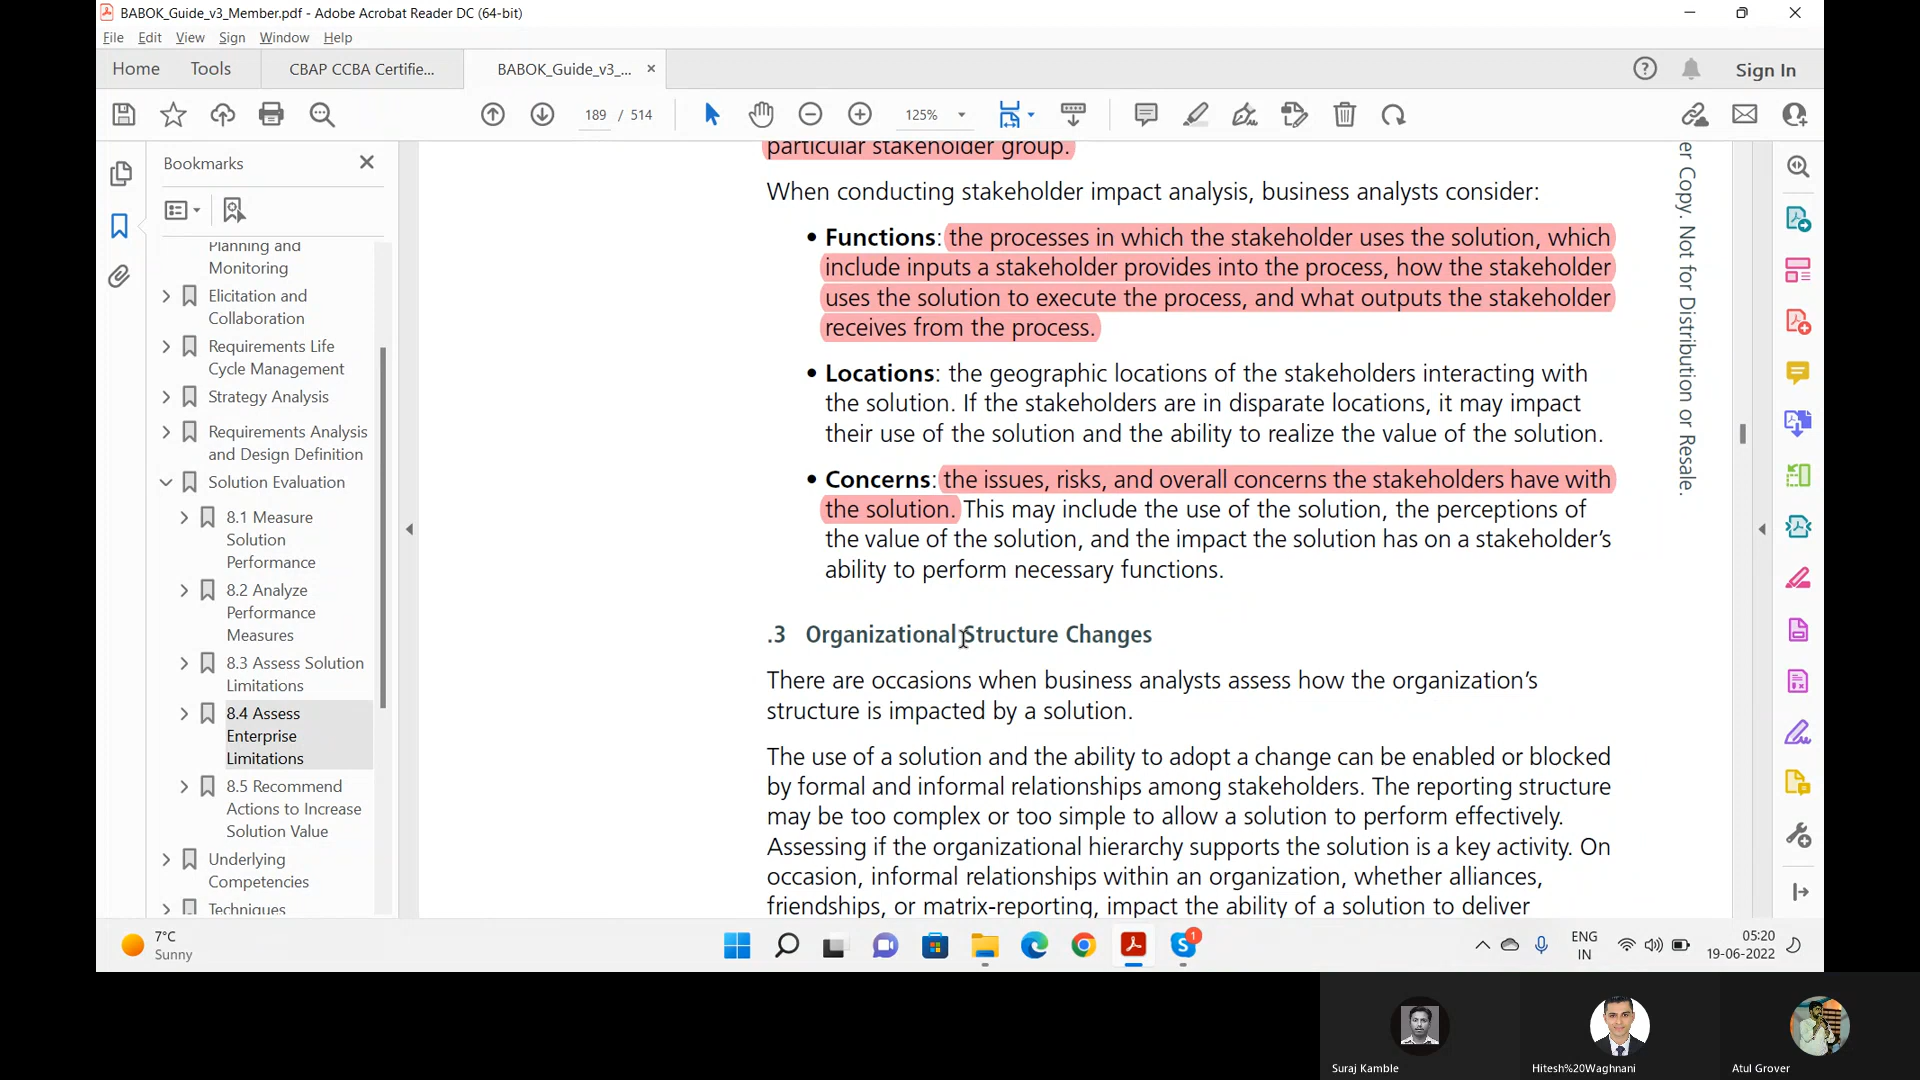 BABOK_Guide_v3_Member.pdf - Adobe Acrobat Reader DC (64-bit)
File Edit View Sign Window Help
Home Tools CBAP CCBA Certifie... BABOK_Guide_v3_... × Sign In
189 / 514 125%
Bookmarks
Planning and
Monitoring
Elicitation and
Collaboration
Requirements Life
Cycle Management
Strategy Analysis
Requirements Analysis
and Design Definition
Solution Evaluation
8.1 Measure
Solution
Performance
8.2 Analyze
Performance
Measures
8.3 Assess Solution
Limitations
8.4 Assess
Enterprise
Limitations
8.5 Recommend
Actions to Increase
Solution Value
Underlying
Competencies
Techniques
particular stakeholder group.
When conducting stakeholder impact analysis, business analysts consider:
• Functions: the processes in which the stakeholder uses the solution, which
include inputs a stakeholder provides into the process, how the stakeholder
uses the solution to execute the process, and what outputs the stakeholder
receives from the process.
• Locations: the geographic locations of the stakeholders interacting with
the solution. If the stakeholders are in disparate locations, it may impact
their use of the solution and the ability to realize the value of the solution.
• Concerns: the issues, risks, and overall concerns the stakeholders have with
the solution. This may include the use of the solution, the perceptions of
the value of the solution, and the impact the solution has on a stakeholder's
ability to perform necessary functions.
.3 Organizational Structure Changes
There are occasions when business analysts assess how the organization's
structure is impacted by a solution.
The use of a solution and the ability to adopt a change can be enabled or blocked
by formal and informal relationships among stakeholders. The reporting structure
may be too complex or too simple to allow a solution to perform effectively.
Assessing if the organizational hierarchy supports the solution is a key activity. On
occasion, informal relationships within an organization, whether alliances,
friendships, or matrix-reporting, impact the ability of a solution to deliver
er Copy. Not for Distribution or Resale.
7°C
Sunny
1
ENG
IN
05:20
19-06-2022
Suraj Kamble
Hitesh%20Waghnani
Atul Grover